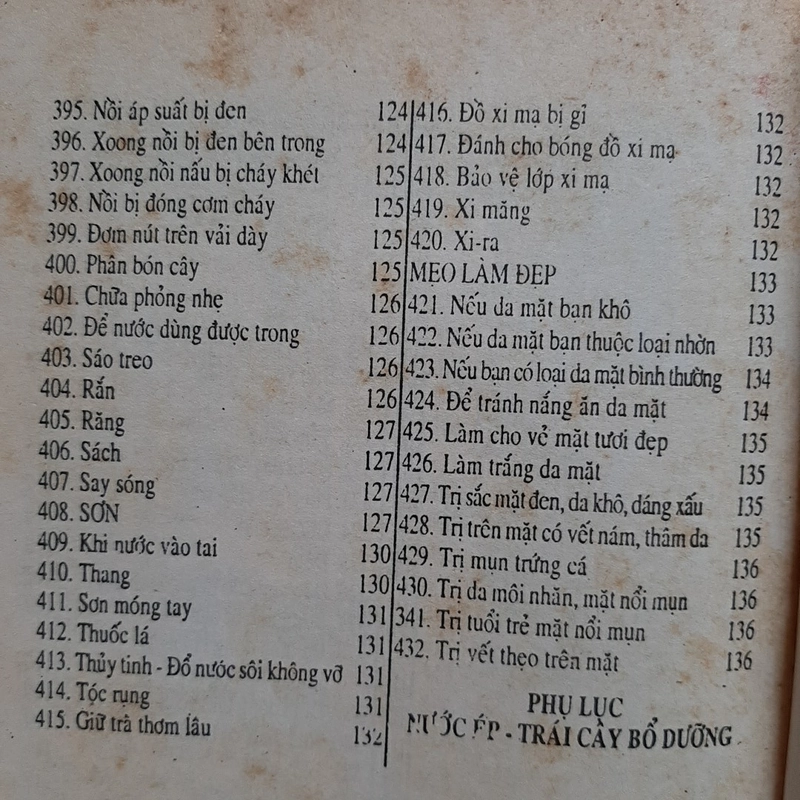 395. Nồi áp suất bị đen 124
396. Xoong nồi bị đen bên trong 124
397. Xoong nồi nấu bị cháy khét 125
398. Nồi bị đóng cơm cháy 125
399. Đơm nút trên vải dày 125
400. Phân bón cây 125
401. Chữa phỏng nhẹ 126
402. Để nước dùng được trong 126
403. Sáo treo 126
404. Rắn 126
405. Răng 127
406. Sách 127
407. Say sóng 127
408. SƠN 127
409. Khi nước vào tai 130
410. Thang 130
411. Sơn móng tay 131
412. Thuốc lá 131
413. Thủy tinh - Đổ nước sôi không vỡ 131
414. Tộc rụng 131
415. Giữ trà thơm lâu 132
416. Đồ xi mạ bị gỉ 132
417. Đánh cho bóng đồ xi mạ 132
418. Bảo vệ lớp xi mạ 132
419. Xi măng 132
420. Xi-ra 132
MẸO LÀM ĐẸP 133
421. Nếu da mặt bạn khô 133
422. Nếu da mặt bạn thuộc loại nhờn 133
423. Nếu bạn có loại da mặt bình thường 134
424. Để tránh nắng ăn da mặt 134
425. Làm cho vẻ mặt tươi đẹp 135
426. Làm trắng da mặt 135
427. Trị sắc mặt đen, da khô, dáng xấu 135
428. Trị trên mặt có vết nám, thâm da 135
429. Trị mụn trứng cá 136
430. Trị da môi nhăn, mặt nổi mụn 136
341. Trị tuổi trẻ mặt nổi mụn 136
432. Trị vết thẹo trên mặt 136
PHỤ LỤC
NƯỚC ÉP - TRÁI CÂY BỔ DƯỠNG